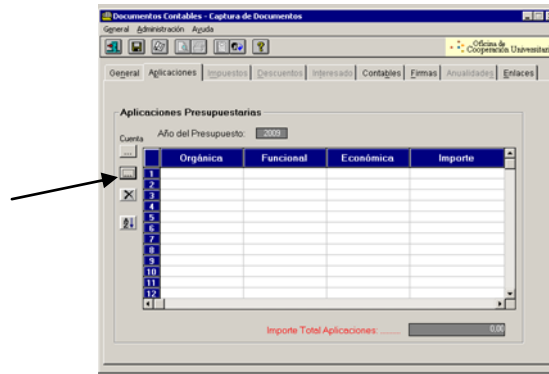 Documentos Contables - Captura de Documentos
General Administración Ayuda
Oficina de
Cooperación Universitaria
General Aplicaciones Impuestos Descuentos Interesado Contables Firmas Anualidades Enlaces
Aplicaciones Presupuestarias
Cuenta
Año del Presupuesto: 2009
...
Orgánica Funcional Económica Importe
1
2
3
4
5
6
7
8
9
10
11
12
Importe Total Aplicaciones: ........ 0,00